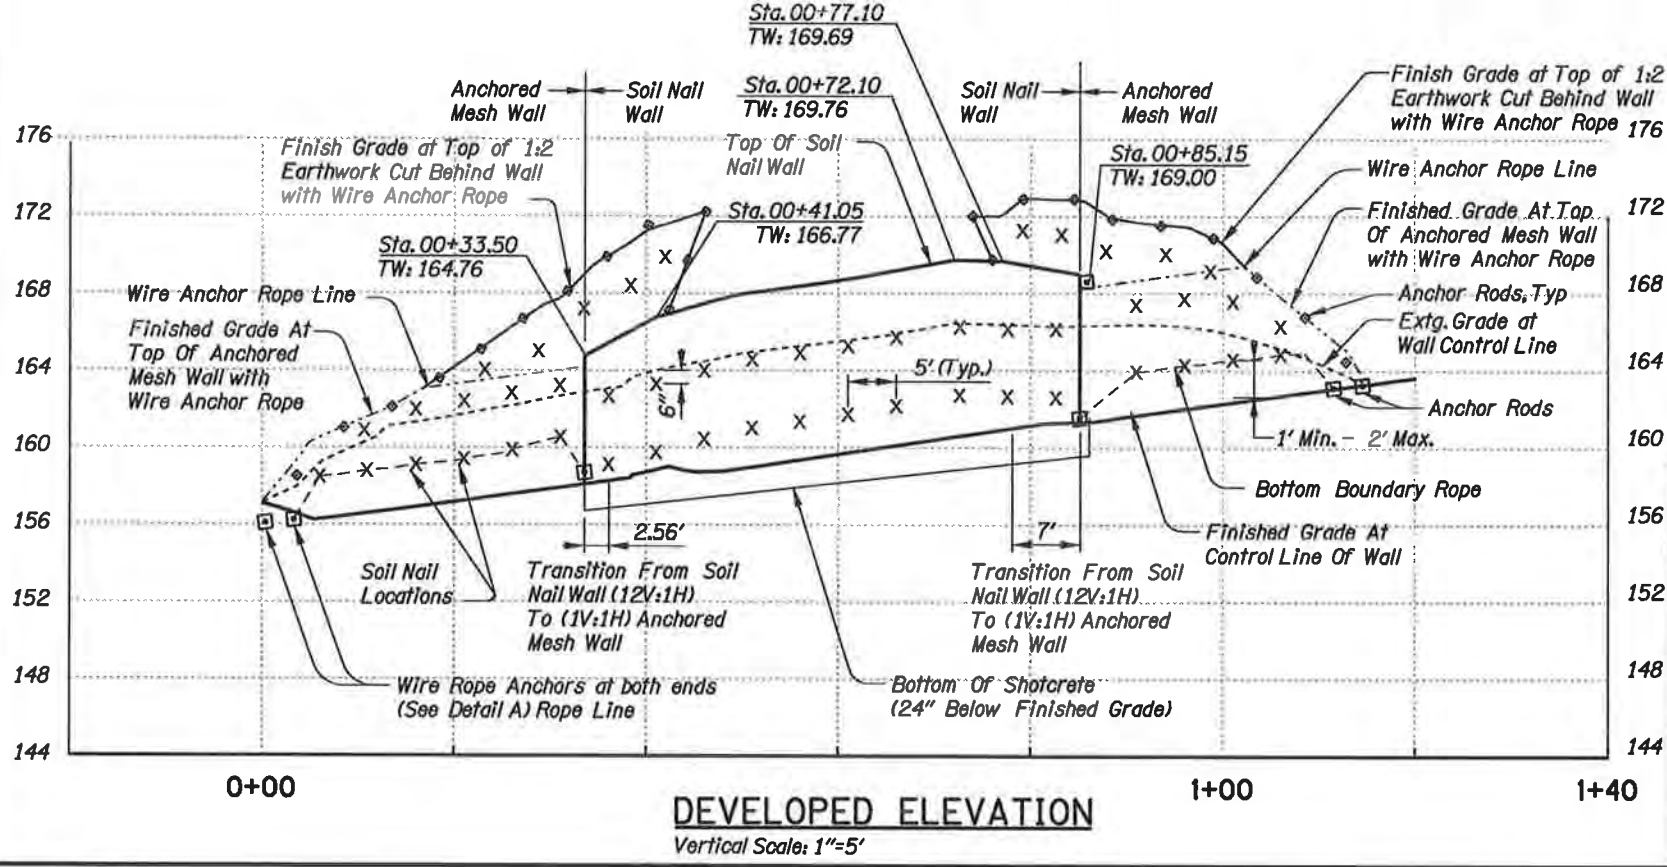 Sta. 00+77.10
TW: 169.69
Anchored
Mesh Wall
Soil Nail
Wall
Sta. 00+72.10
TW: 169.76
Soil Nail
Wall
Anchored
Mesh Wall
Finish Grade at Top of 1:2
Earthwork Cut Behind Wall
with Wire Anchor Rope
176
176
Finish Grade at Top of 1:2
Earthwork Cut Behind Wall
with Wire Anchor Rope
Top Of Soil
Nail Wall
Sta. 00+85.15
TW: 169.00
Wire Anchor Rope Line
172
172
Sta. 00+41.05
TW: 166.77
Finished Grade At Top
Of Anchored Mesh Wall
with Wire Anchor Rope
Sta. 00+33.50
TW: 164.76
168
168
Wire Anchor Rope Line
Anchor Rods, Typ
Finished Grade At
Top Of Anchored
Mesh Wall with
Wire Anchor Rope
Extg. Grade at
Wall Control Line
164
164
5' (Typ.)
6"
Anchor Rods
160
160
1' Min. - 2' Max.
Bottom Boundary Rope
156
156
2.56'
7'
Finished Grade At
Control Line Of Wall
Soil Nail
Locations
Transition From Soil
Nail Wall (12V:1H)
To (1V:1H) Anchored
Mesh Wall
Transition From Soil
Nail Wall (12V:1H)
To (1V:1H) Anchored
Mesh Wall
152
152
148
148
Wire Rope Anchors at both ends
(See Detail A) Rope Line
Bottom Of Shotcrete
(24" Below Finished Grade)
144
144
0+00
1+00
1+40
DEVELOPED ELEVATION
Vertical Scale: 1"=5'